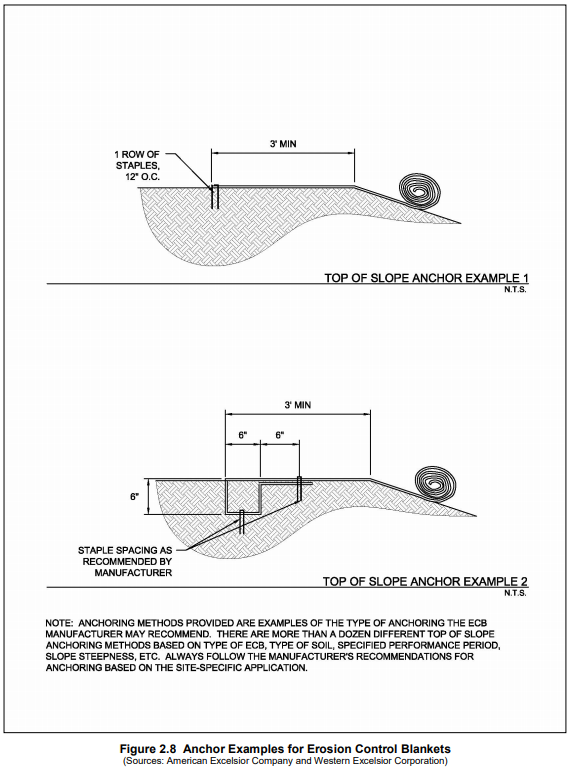 3' MIN
1 ROW OF
STAPLES,
12" O.C.
TOP OF SLOPE ANCHOR EXAMPLE 1
N.T.S.
3' MIN
6"
6"
6"
STAPLE SPACING AS
RECOMMENDED BY
MANUFACTURER
TOP OF SLOPE ANCHOR EXAMPLE 2
N.T.S.
NOTE: ANCHORING METHODS PROVIDED ARE EXAMPLES OF THE TYPE OF ANCHORING THE ECB
MANUFACTURER MAY RECOMMEND. THERE ARE MORE THAN A DOZEN DIFFERENT TOP OF SLOPE
ANCHORING METHODS BASED ON TYPE OF ECB, TYPE OF SOIL, SPECIFIED PERFORMANCE PERIOD,
SLOPE STEEPNESS, ETC. ALWAYS FOLLOW THE MANUFACTURER'S RECOMMENDATIONS FOR
ANCHORING BASED ON THE SITE-SPECIFIC APPLICATION.
Figure 2.8 Anchor Examples for Erosion Control Blankets
(Sources: American Excelsior Company and Western Excelsior Corporation)